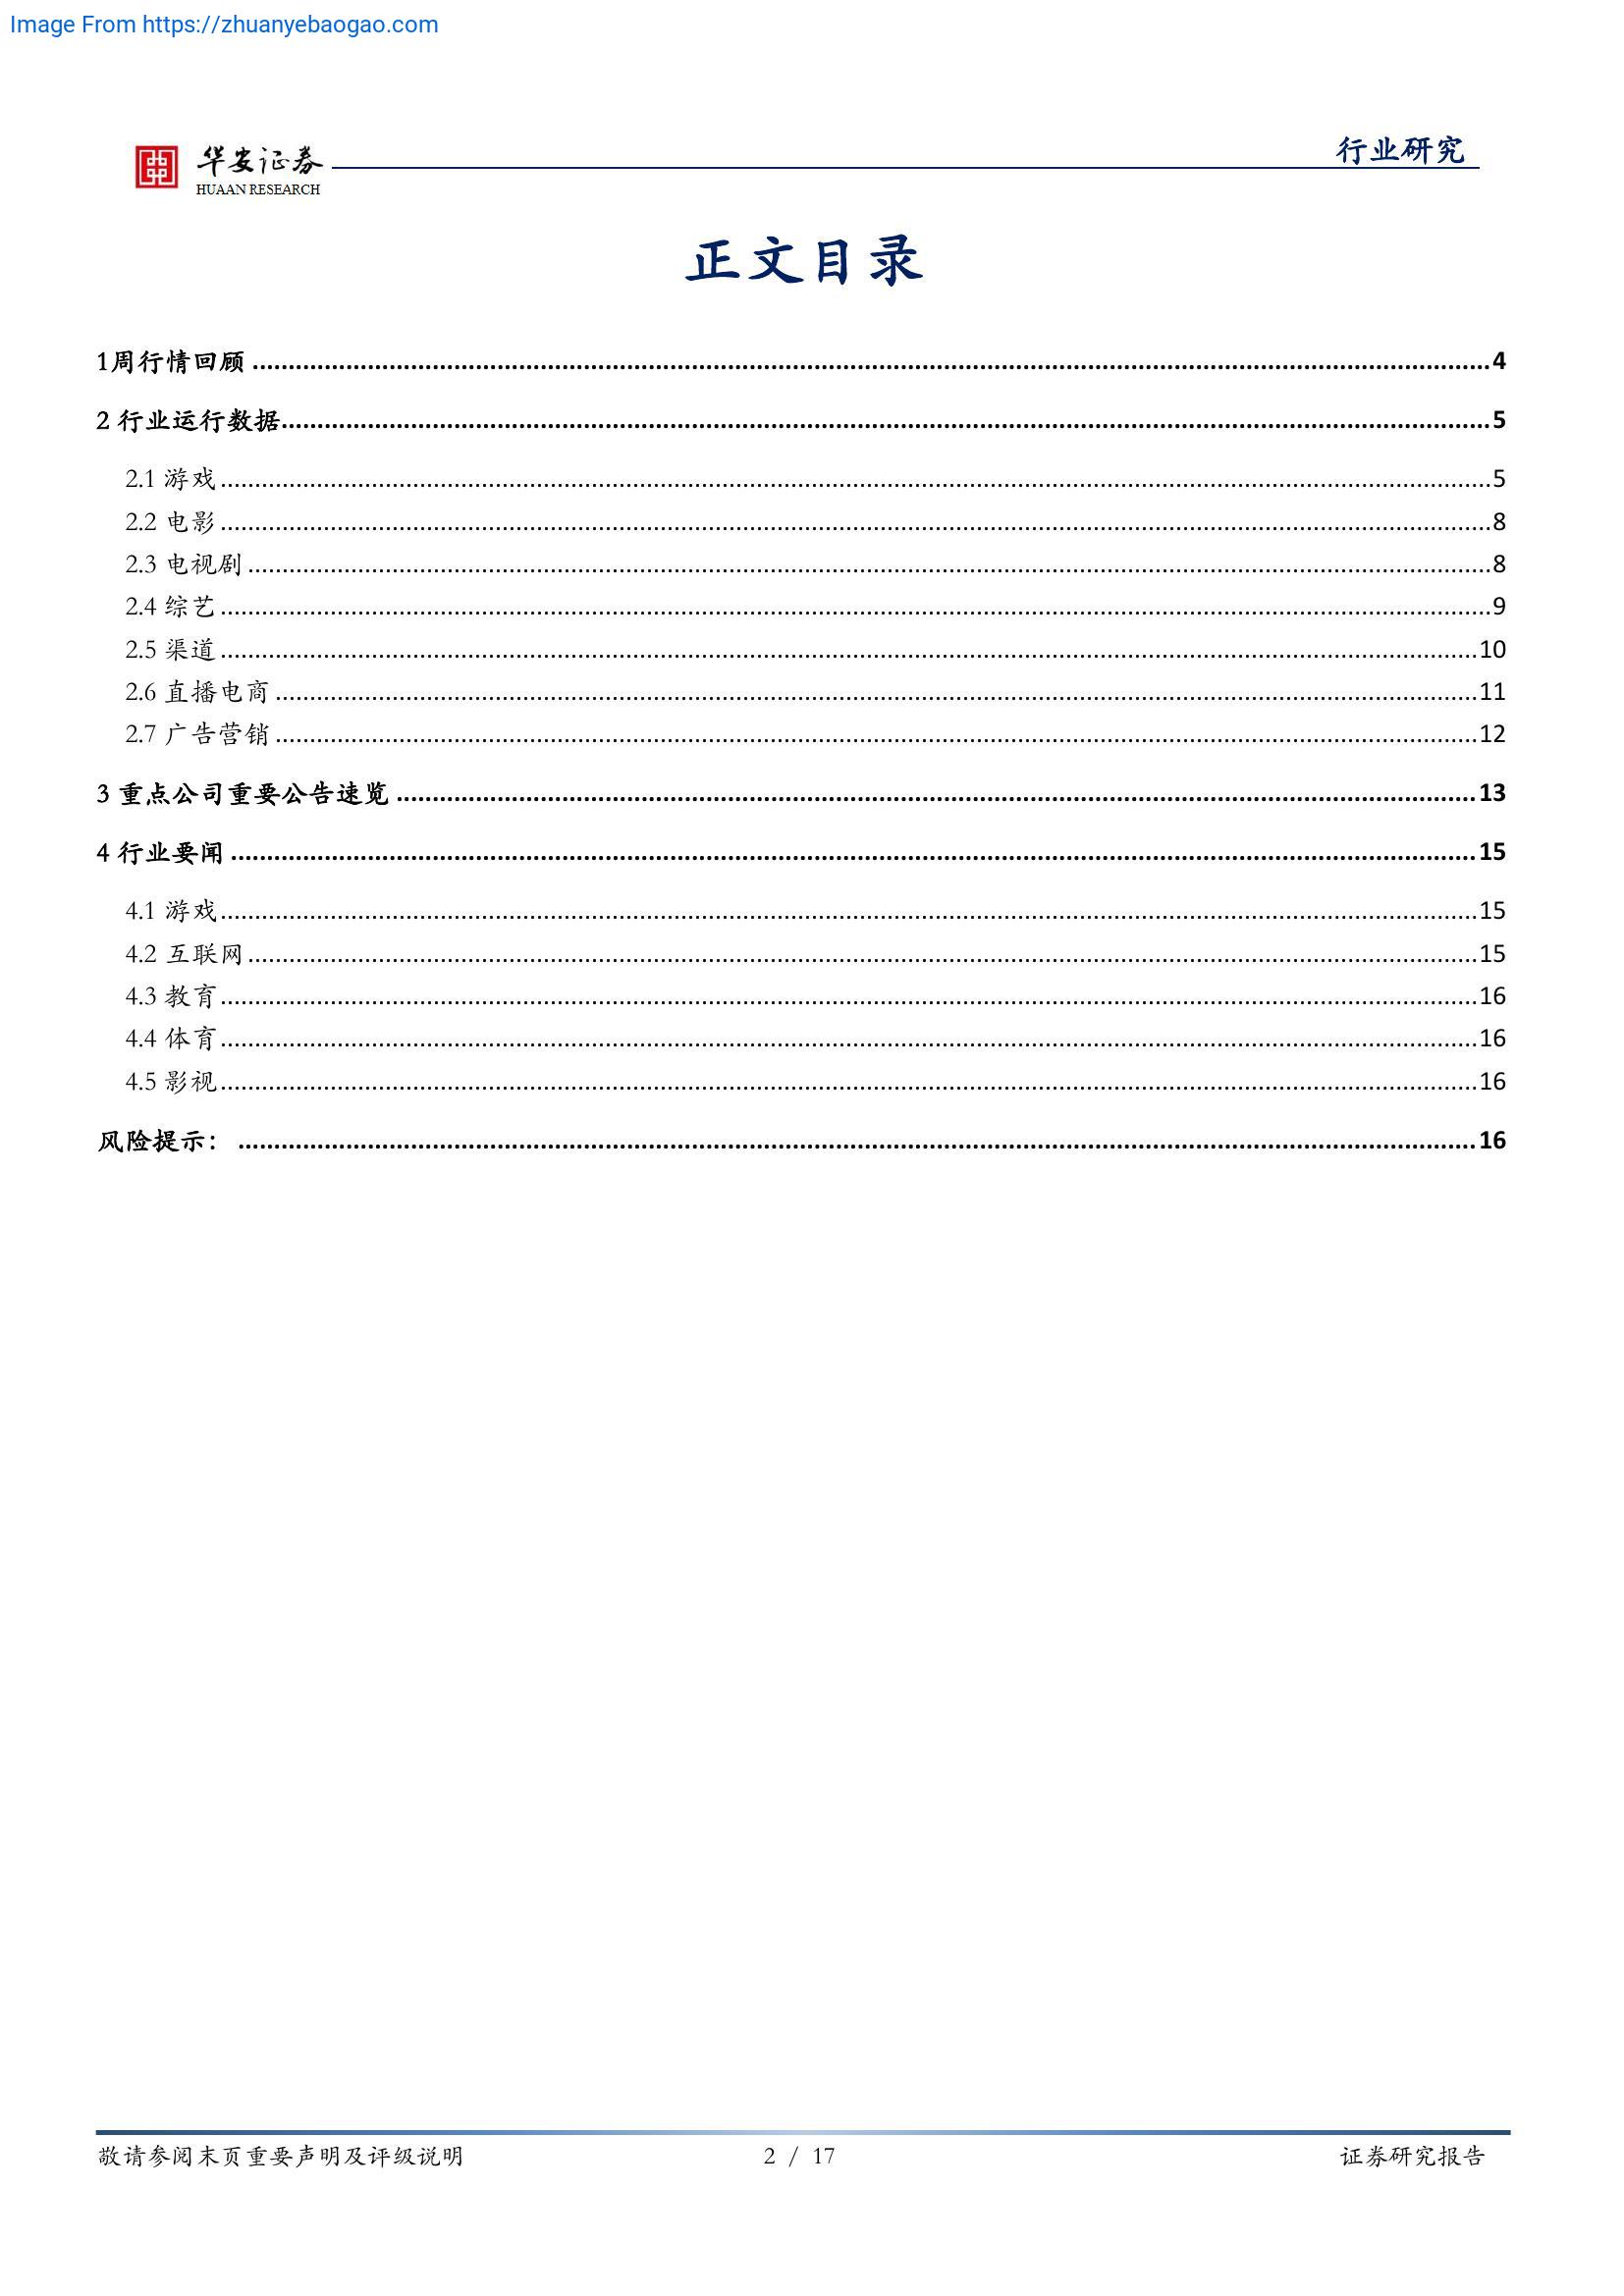 Image From https://zhuanyebaogao.com
华安证券
HUAAN RESEARCH
行业研究
正文目录
1周行情回顾 4
2 行业运行数据 5
2.1 游戏 5
2.2 电影 8
2.3 电视剧 8
2.4 综艺 9
2.5 渠道 10
2.6 直播电商 11
2.7 广告营销 12
3 重点公司重要公告速览 13
4 行业要闻 15
4.1 游戏 15
4.2 互联网 15
4.3 教育 16
4.4 体育 16
4.5 影视 16
风险提示： 16
敬请参阅末页重要声明及评级说明 2 / 17 证券研究报告